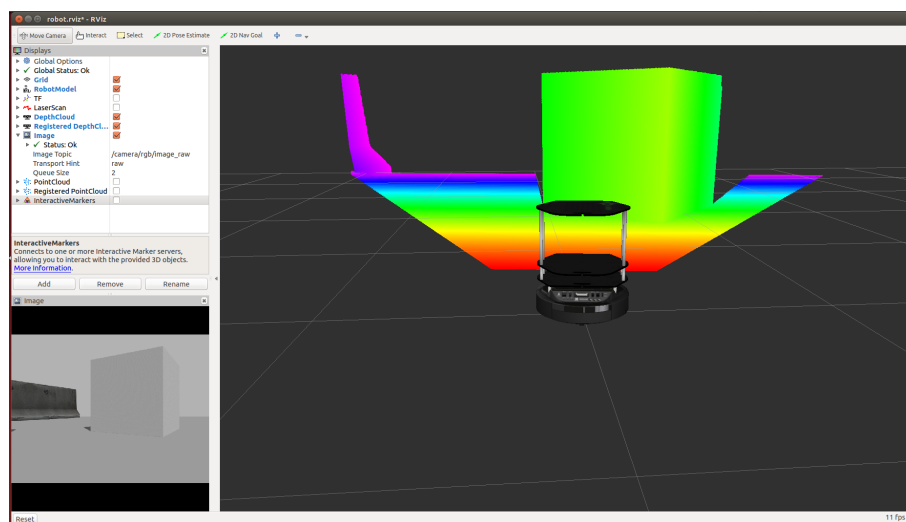 robot.rviz* - RViz
Move Camera Interact Select 2D Pose Estimate 2D Nav Goal
Displays
Global Options
Global Status: Ok
Grid
RobotModel
TF
LaserScan
DepthCloud
Registered DepthCl...
Image
Status: Ok
Image Topic /camera/rgb/image_raw
Transport Hint raw
Queue Size 2
PointCloud
Registered PointCloud
InteractiveMarkers
InteractiveMarkers
Connects to one or more Interactive Marker servers,
allowing you to interact with the provided 3D objects.
More Information.
Add Remove Rename
Image
Reset 11 fps